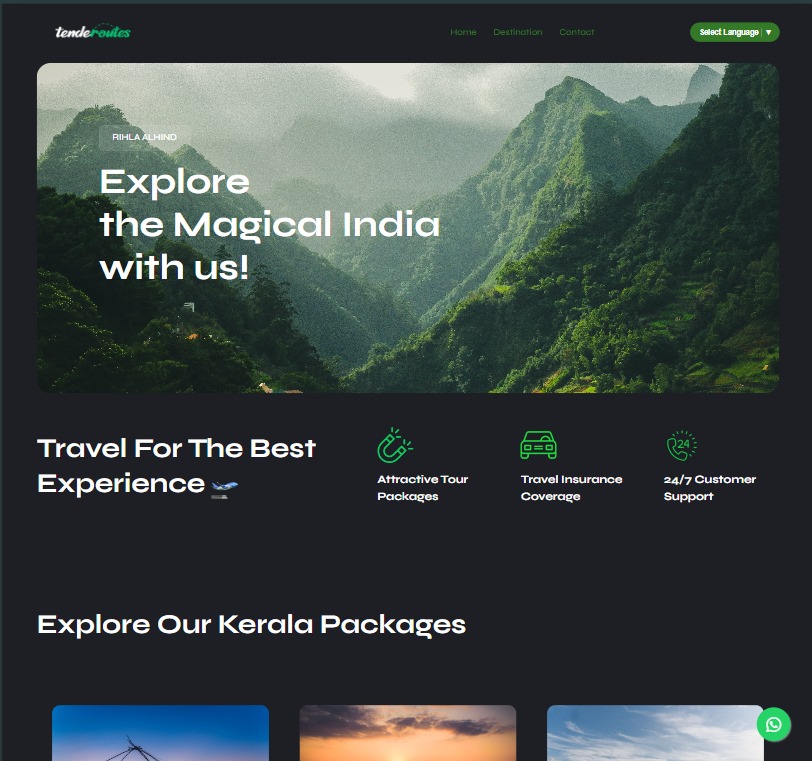 tenderoutes
Home Destination Contact
Select Language | ▼
RIHLA ALHIND
Explore
the Magical India
with us!
Travel For The Best
Experience
Attractive Tour
Packages
Travel Insurance
Coverage
24
24/7 Customer
Support
Explore Our Kerala Packages